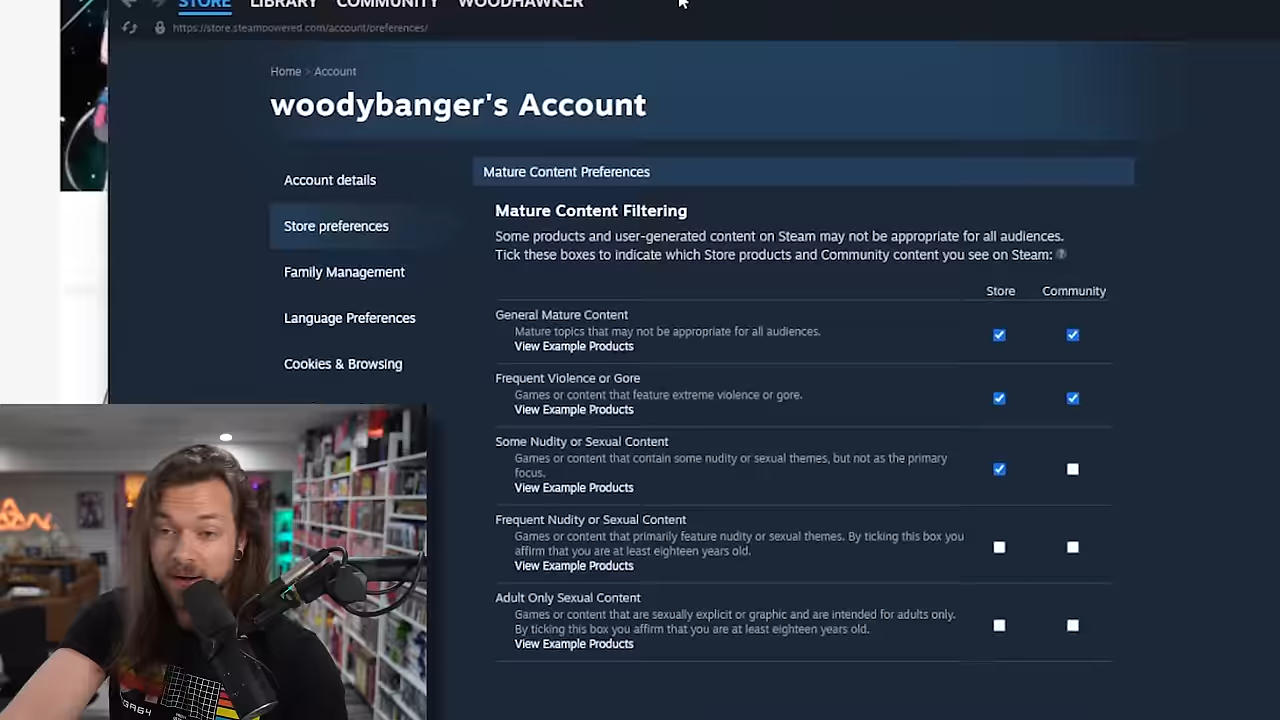 STORE LIBRARY COMMUNITY WOODHAWKER
https://store.steampowered.com/account/preferences/
Home > Account
woodybanger's Account
Account details
Store preferences
Family Management
Language Preferences
Cookies & Browsing
Mature Content Preferences
Mature Content Filtering
Some products and user-generated content on Steam may not be appropriate for all audiences.
Tick these boxes to indicate which Store products and Community content you see on Steam: ?
Store Community
General Mature Content
Mature topics that may not be appropriate for all audiences.
View Example Products
Frequent Violence or Gore
Games or content that feature extreme violence or gore.
View Example Products
Some Nudity or Sexual Content
Games or content that contain some nudity or sexual themes, but not as the primary
focus.
View Example Products
Frequent Nudity or Sexual Content
Games or content that primarily feature nudity or sexual themes. By ticking this box you
affirm that you are at least eighteen years old.
View Example Products
Adult Only Sexual Content
Games or content that are sexually explicit or graphic and are intended for adults only.
By ticking this box you affirm that you are at least eighteen years old.
View Example Products